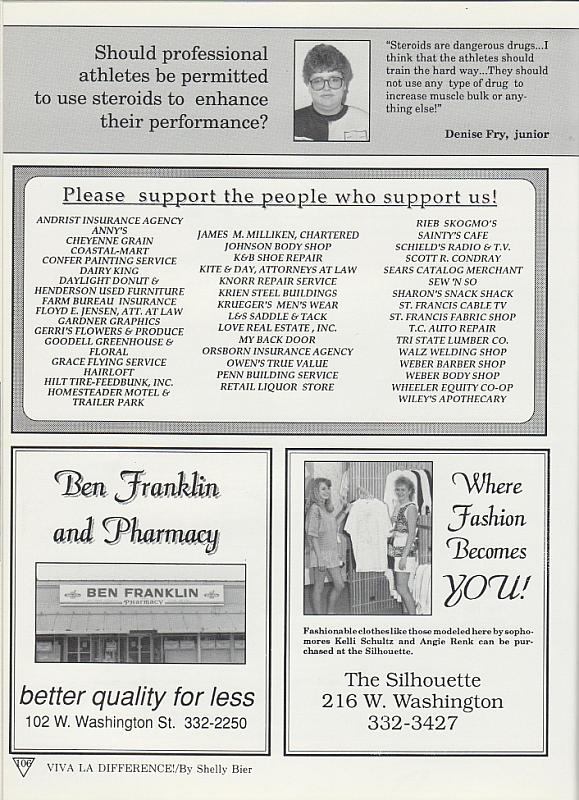 Should professional
athletes be permitted
to use steroids to enhance
their performance?
"Steroids are dangerous drugs...I
think that the athletes should
train the hard way...They should
not use any type of drug to
increase muscle bulk or any-
thing else!"
Denise Fry, junior
Please support the people who support us!
ANDRIST INSURANCE AGENCY
ANNY'S
CHEYENNE GRAIN
COASTAL-MART
CONFER PAINTING SERVICE
DAIRY KING
DAYLIGHT DONUT &
HENDERSON USED FURNITURE
FARM BUREAU INSURANCE
FLOYD E. JENSEN, ATT. AT LAW
GARDNER GRAPHICS
GERRI'S FLOWERS & PRODUCE
GOODELL GREENHOUSE &
FLORAL
GRACE FLYING SERVICE
HAIRLOFT
HILT TIRE-FEEDBUNK, INC.
HOMESTEADER MOTEL &
TRAILER PARK
JAMES M. MILLIKEN, CHARTERED
JOHNSON BODY SHOP
K&B SHOE REPAIR
KITE & DAY, ATTORNEYS AT LAW
KNORR REPAIR SERVICE
KRIEN STEEL BUILDINGS
KRUEGER'S MEN'S WEAR
L&S SADDLE & TACK
LOVE REAL ESTATE, INC.
MY BACK DOOR
ORSBORN INSURANCE AGENCY
OWEN'S TRUE VALUE
PENN BUILDING SERVICE
RETAIL LIQUOR STORE
RIEB SKOGMO'S
SAINTY'S CAFE
SCHIELD'S RADIO & T.V.
SCOTT R. CONDRAY
SEARS CATALOG MERCHANT
SEW 'N SO
SHARON'S SNACK SHACK
ST. FRANCIS CABLE TV
ST. FRANCIS FABRIC SHOP
T.C. AUTO REPAIR
TRI STATE LUMBER CO.
WALZ WELDING SHOP
WEBER BARBER SHOP
WEBER BODY SHOP
WHEELER EQUITY CO-OP
WILEY'S APOTHECARY
Ben Franklin
and Pharmacy
BEN FRANKLIN
PHARMACY
better quality for less
102 W. Washington St. 332-2250
Where
Fashion
Becomes
YOU!
Fashionable clothes like those modeled here by sopho-
mores Kelli Schultz and Angie Renk can be pur-
chased at the Silhouette.
The Silhouette
216 W. Washington
332-3427
106 VIVA LA DIFFERENCE!/By Shelly Bier